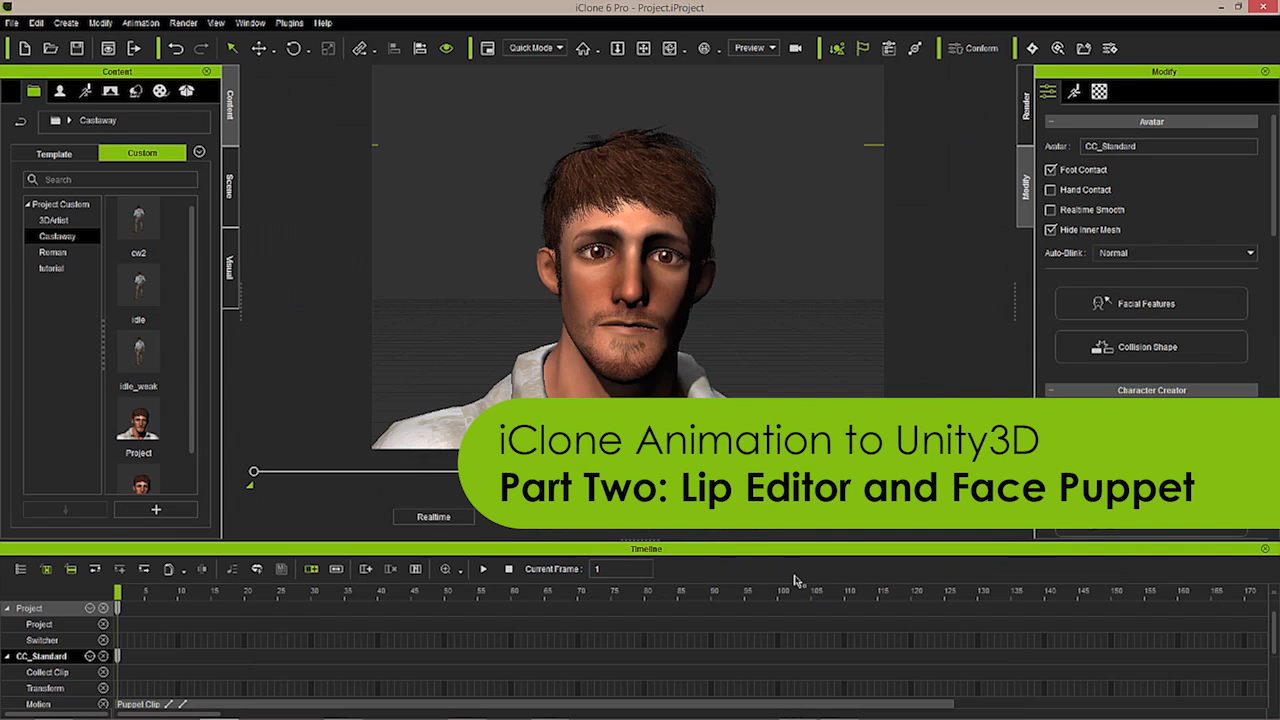 iClone 6 Pro - Project.iProject
File Edit Create Modify Animation Render View Window Plugins Help
Quick Mode Preview Conform
Content
Modify
Castaway
Template Custom
Search
Project Custom
3DArtist
Castaway
Roman
tutorial
cw2
idle
idle_weak
Project
Content
Scene
Visual
Render
Modify
Avatar
Avatar: CC_Standard
Foot Contact
Hand Contact
Realtime Smooth
Hide Inner Mesh
Auto-Blink: Normal
Facial Features
Collision Shape
Character Creator
iClone Animation to Unity3D
Part Two: Lip Editor and Face Puppet
Realtime
Timeline
Current Frame: 1
5 10 15 20 25 30 35 40 45 50 55 60 65 70 75 80 85 90 95 100 105 110 115 120 125 130 135 140 145 150 155 160 165 170
Project
Project
Switcher
CC_Standard
Collect Clip
Transform
Motion Puppet Clip